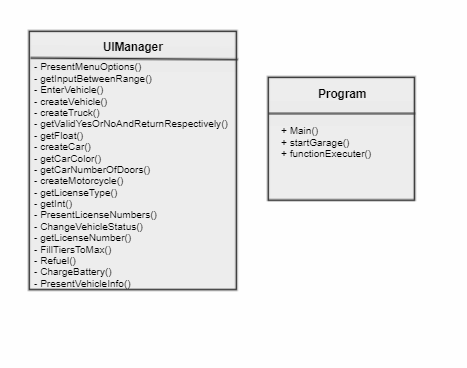 UIManager
- PresentMenuOptions()
- getInputBetweenRange()
- EnterVehicle()
- createVehicle()
- createTruck()
- getValidYesOrNoAndReturnRespectively()
- getFloat()
- createCar()
- getCarColor()
- getCarNumberOfDoors()
- createMotorcycle()
- getLicenseType()
- getInt()
- PresentLicenseNumbers()
- ChangeVehicleStatus()
- getLicenseNumber()
- FillTiersToMax()
- Refuel()
- ChargeBattery()
- PresentVehicleInfo()
Program
+ Main()
+ startGarage()
+ functionExecuter()